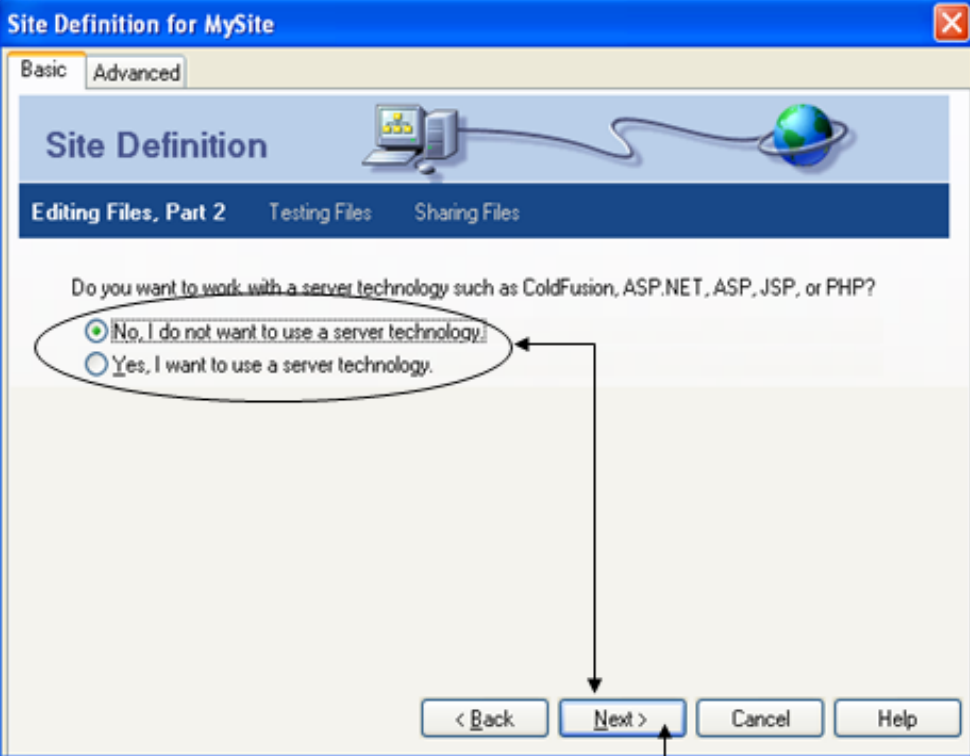 Site Definition for MySite
Basic Advanced
Site Definition
Editing Files, Part 2 Testing Files Sharing Files
Do you want to work with a server technology such as ColdFusion, ASP.NET, ASP, JSP, or PHP?
No, I do not want to use a server technology.
Yes, I want to use a server technology.
< Back Next > Cancel Help